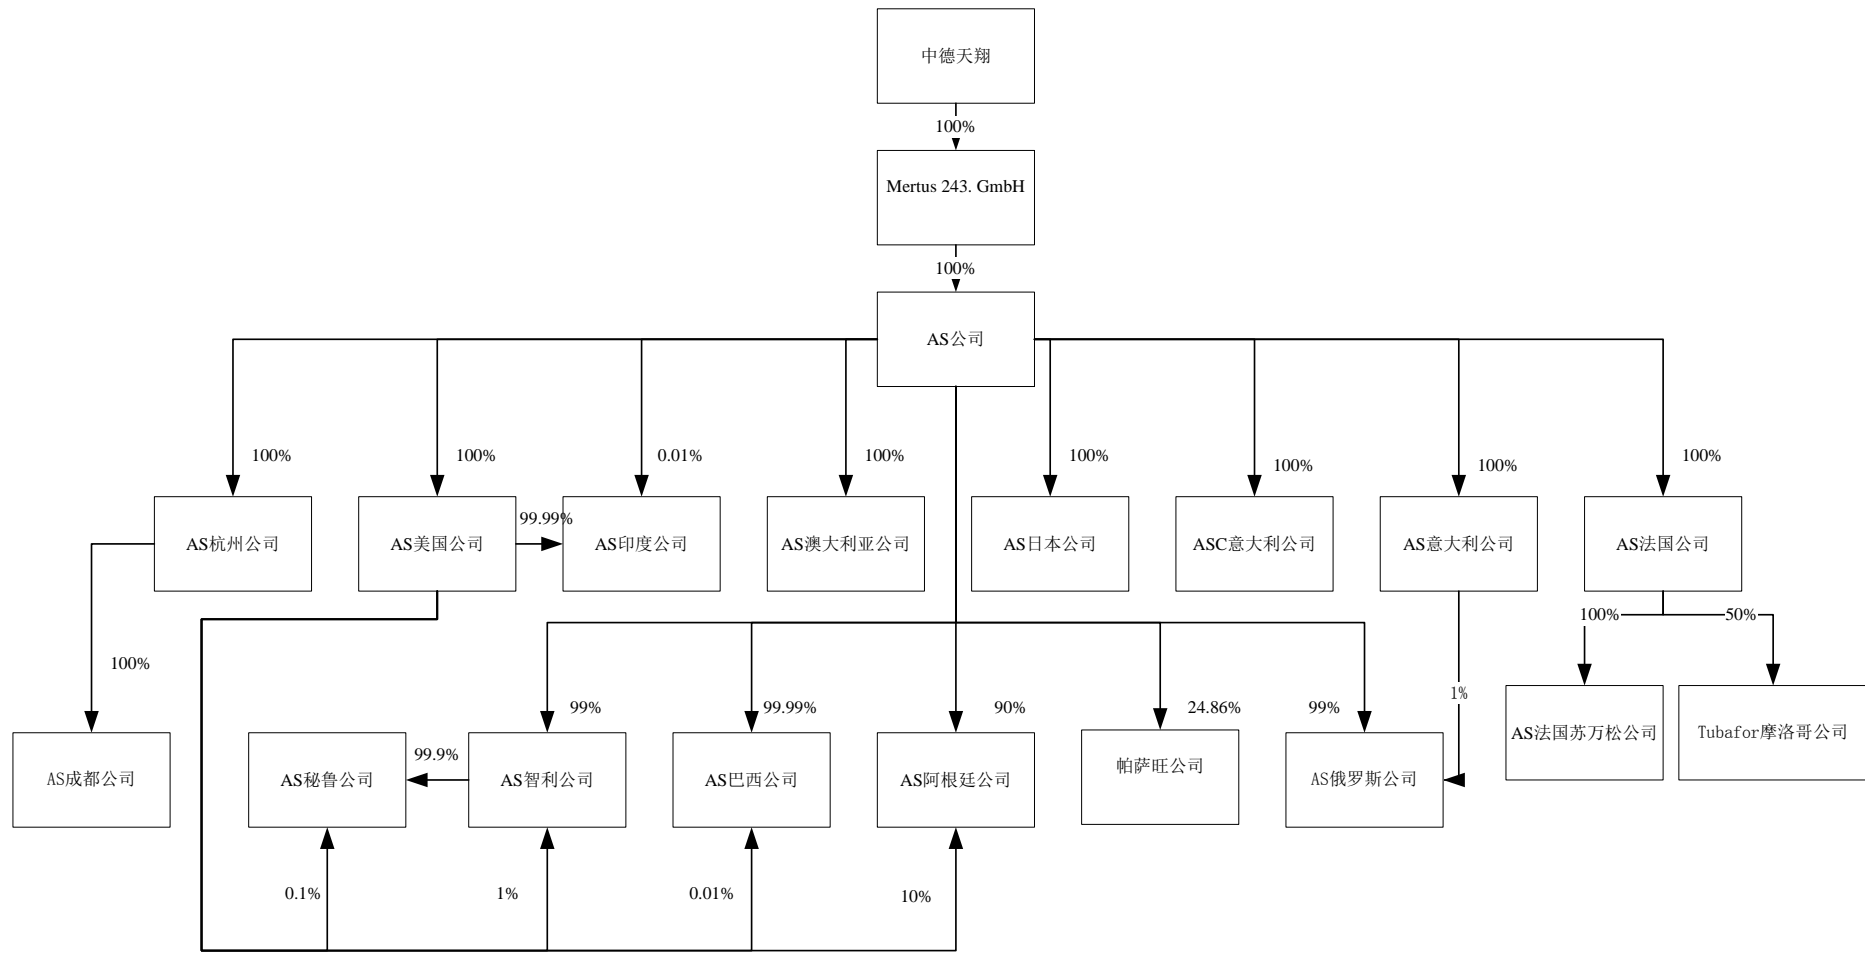 中德天翔
100%
Mertus 243. GmbH
100%
AS公司
100%
100%
0.01%
100%
100%
100%
100%
100%
AS杭州公司
AS美国公司
99.99%
AS印度公司
AS澳大利亚公司
AS日本公司
ASC意大利公司
AS意大利公司
AS法国公司
100%
50%
100%
99%
99.99%
90%
24.86%
99%
1%
AS成都公司
AS秘鲁公司
99.9%
AS智利公司
AS巴西公司
AS阿根廷公司
帕萨旺公司
AS俄罗斯公司
AS法国苏万松公司
Tubafor摩洛哥公司
0.1%
1%
0.01%
10%